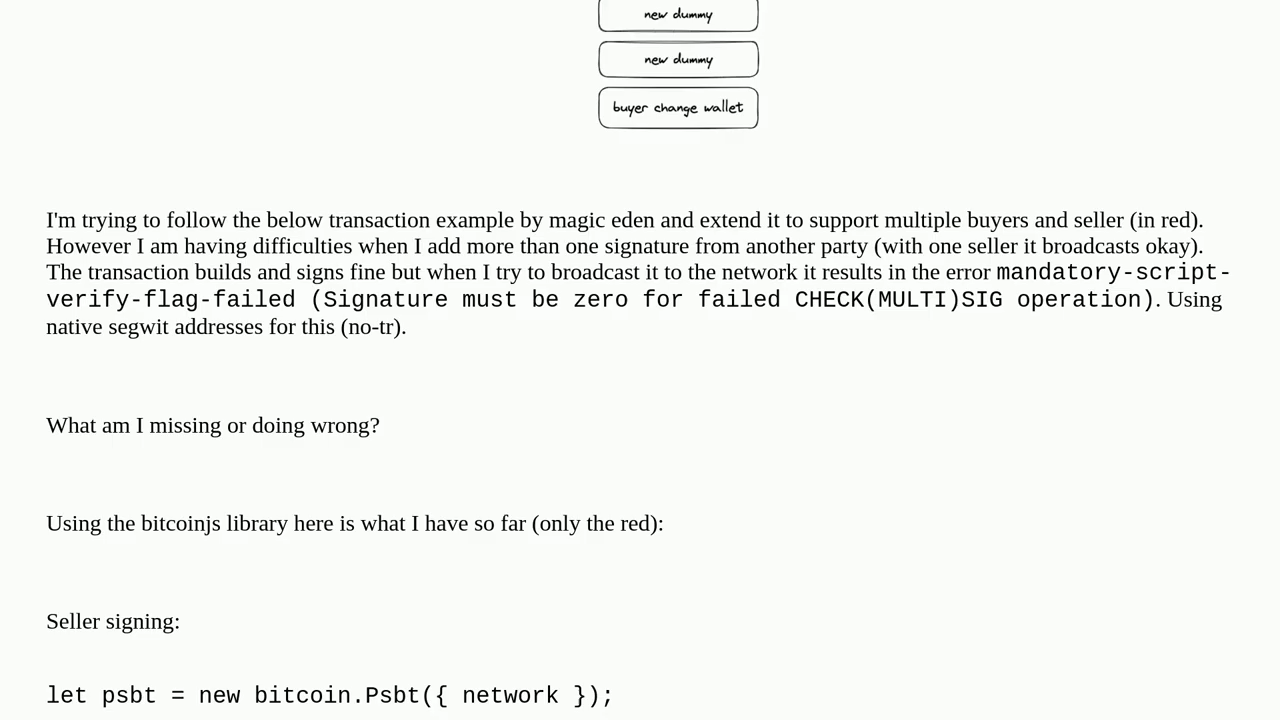 new dummy
new dummy
buyer change wallet
I'm trying to follow the below transaction example by magic eden and extend it to support multiple buyers and seller (in red).
However I am having difficulties when I add more than one signature from another party (with one seller it broadcasts okay).
The transaction builds and signs fine but when I try to broadcast it to the network it results in the error mandatory-script-
verify-flag-failed (Signature must be zero for failed CHECK(MULTI)SIG operation). Using
native segwit addresses for this (no-tr).
What am I missing or doing wrong?
Using the bitcoinjs library here is what I have so far (only the red):
Seller signing:
let psbt = new bitcoin.Psbt({ network });